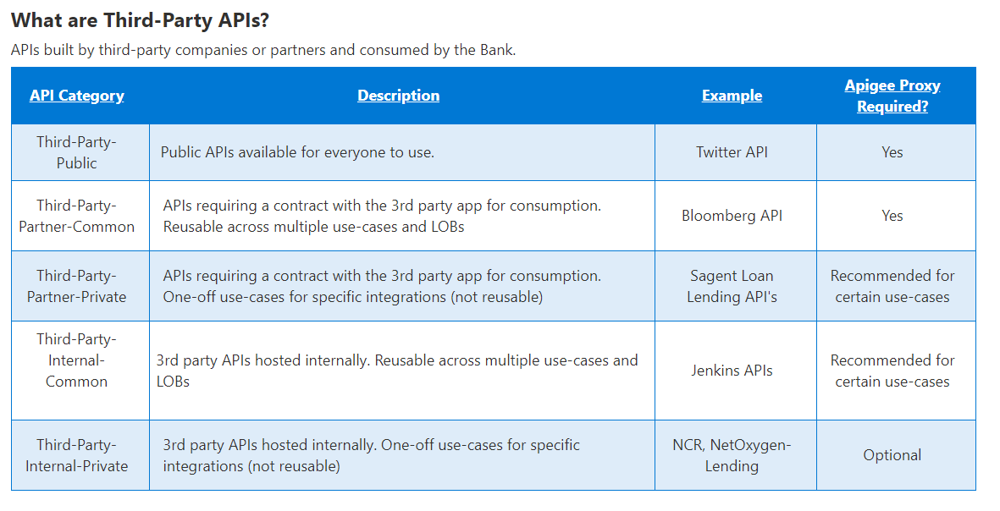 What are Third-Party APIs?
APIs built by third-party companies or partners and consumed by the Bank.
API Category
Description
Example
Apigee Proxy
Required?
Third-Party-
Public
Public APIs available for everyone to use.
Twitter API
Yes
Third-Party-
Partner-Common
APIs requiring a contract with the 3rd party app for consumption.
Reusable across multiple use-cases and LOBs
Bloomberg API
Yes
Third-Party-
Partner-Private
APIs requiring a contract with the 3rd party app for consumption.
One-off use-cases for specific integrations (not reusable)
Sagent Loan
Lending API's
Recommended for
certain use-cases
Third-Party-
Internal-
Common
3rd party APIs hosted internally. Reusable across multiple use-cases and
LOBs
Jenkins APIs
Recommended for
certain use-cases
Third-Party-
Internal-Private
3rd party APIs hosted internally. One-off use-cases for specific
integrations (not reusable)
NCR, NetOxygen-
Lending
Optional